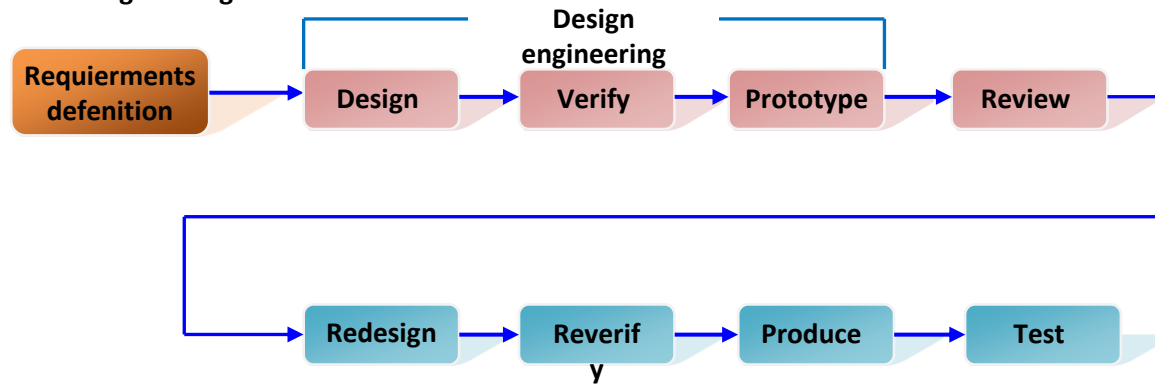 Design
engineering
Requierments
defenition
Design
Verify
Prototype
Review
Redesign
Reverif
y
Produce
Test